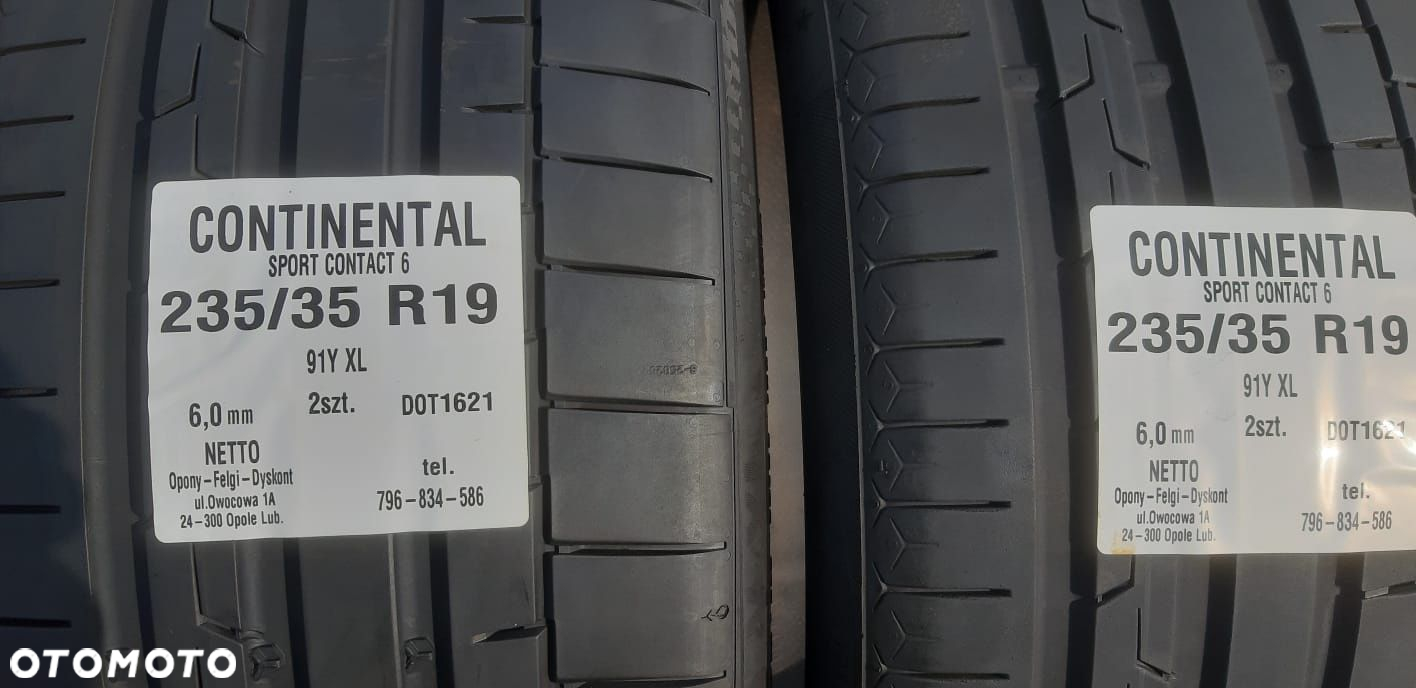 CONTINENTAL
SPORT CONTACT 6
235/35 R19
91Y XL
6,0 mm 2szt. DOT1621
NETTO
Opony-Felgi-Dyskont tel.
ul.Owocowa 1A 796-834-586
24-300 Opole Lub.
CONTINENTAL
SPORT CONTACT 6
235/35 R19
91Y XL
6,0 mm 2szt. DOT1621
NETTO
Opony-Felgi-Dyskont tel.
ul.Owocowa 1A 796-834-586
24-300 Opole Lub.
OTOMOTO